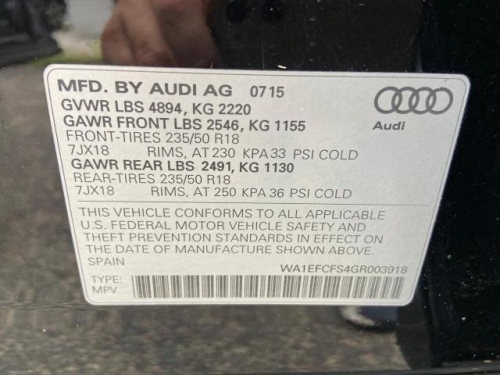 MFD. BY AUDI AG 0715
GVWR LBS 4894, KG 2220
GAWR FRONT LBS 2546, KG 1155
FRONT-TIRES 235/50 R18
7JX18 RIMS, AT 230 KPA 33 PSI COLD
GAWR REAR LBS 2491, KG 1130
REAR-TIRES 235/50 R18
7JX18 RIMS, AT 250 KPA 36 PSI COLD
Audi
THIS VEHICLE CONFORMS TO ALL APPLICABLE
U.S. FEDERAL MOTOR VEHICLE SAFETY AND
THEFT PREVENTION STANDARDS IN EFFECT ON
THE DATE OF MANUFACTURE SHOWN ABOVE.
SPAIN WA1EFCFS4GR003918
TYPE:
MPV